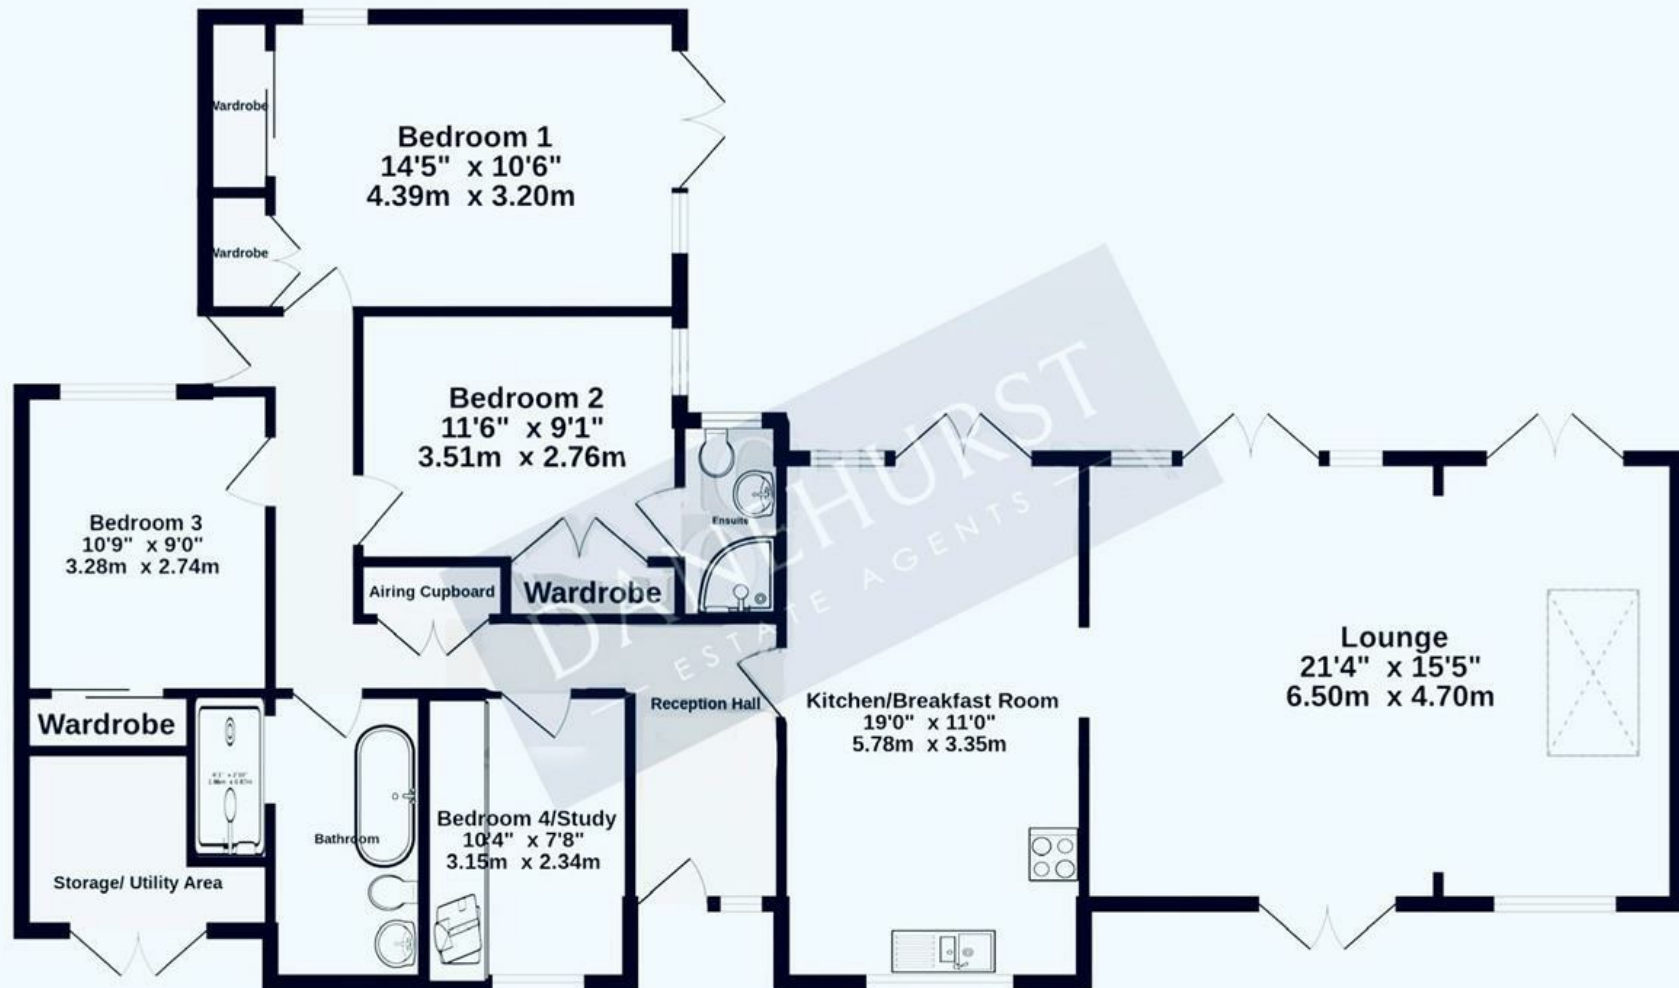 Wardrobe
Bedroom 1
14'5" x 10'6"
4.39m x 3.20m
Wardrobe
Bedroom 2
11'6" x 9'1"
3.51m x 2.76m
Ensuite
Bedroom 3
10'9" x 9'0"
3.28m x 2.74m
Airing Cupboard
Wardrobe
DANEHURST
ESTATE AGENTS
Lounge
21'4" x 15'5"
6.50m x 4.70m
Reception Hall
Kitchen/Breakfast Room
19'0" x 11'0"
5.78m x 3.35m
Wardrobe
Bathroom
Bedroom 4/Study
10'4" x 7'8"
3.15m x 2.34m
Storage/ Utility Area